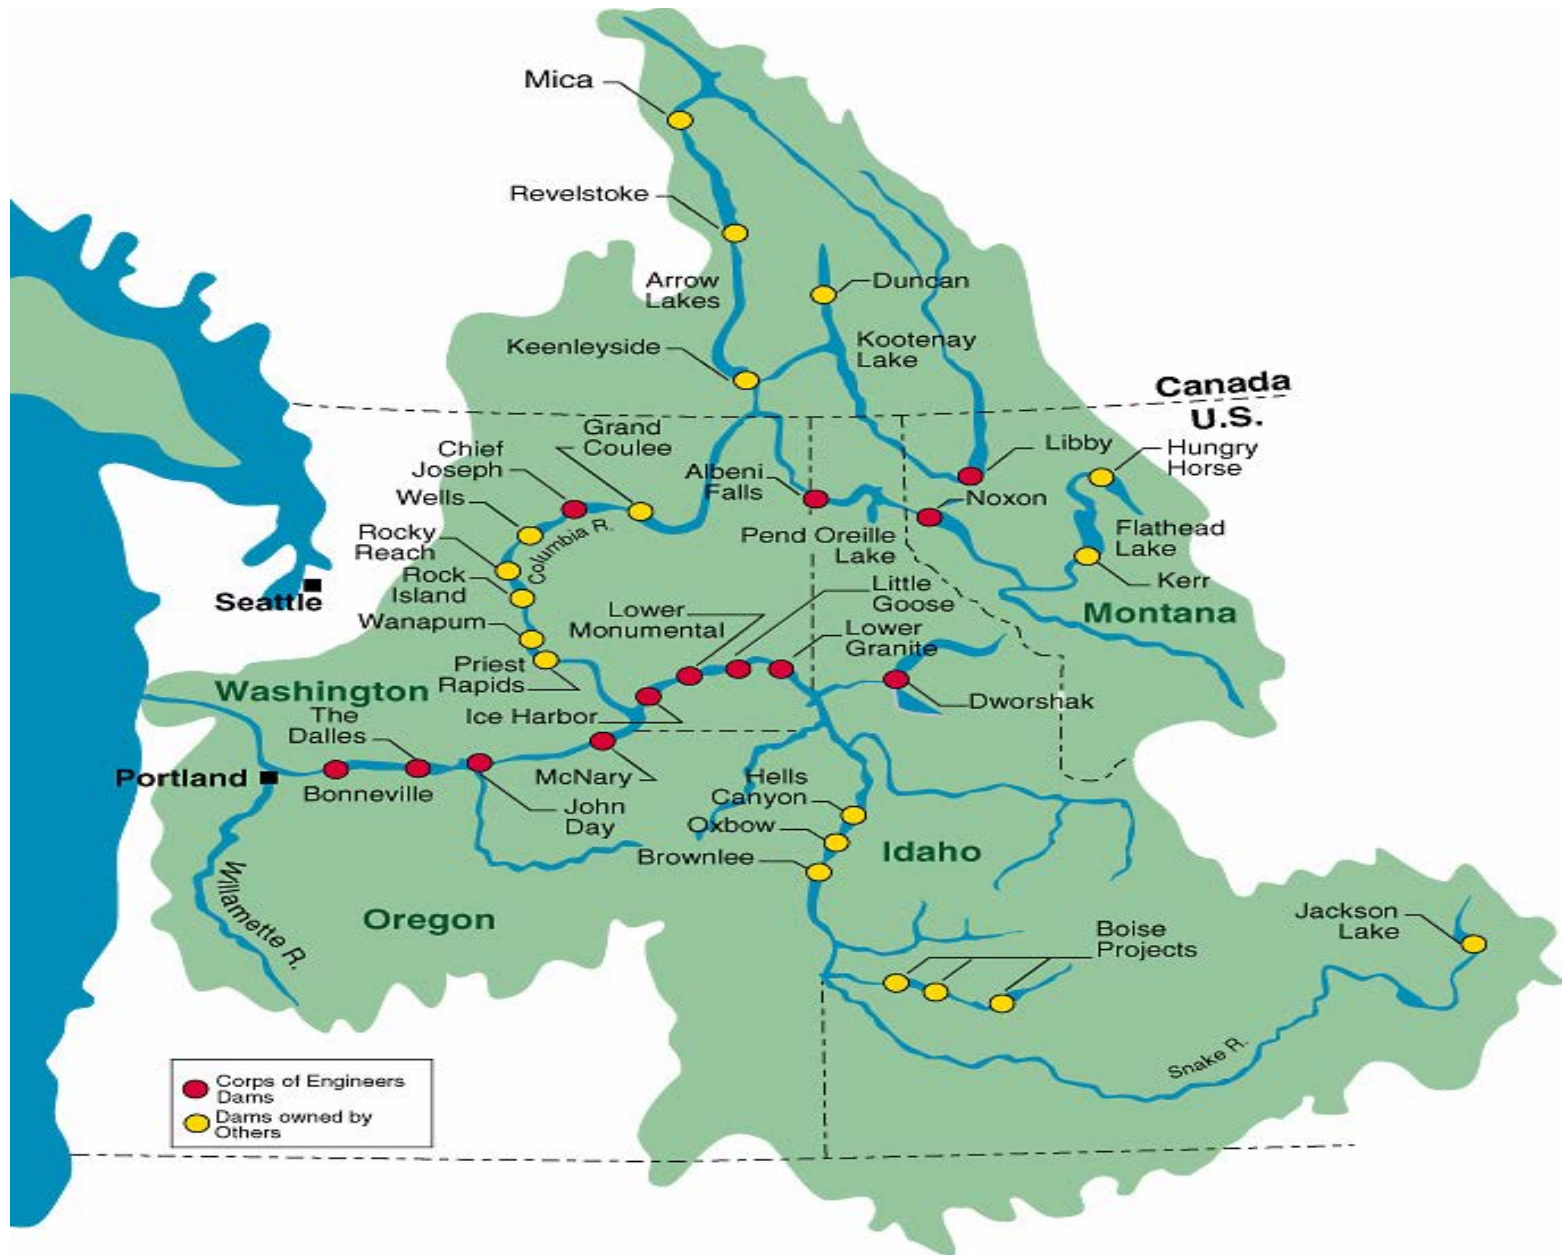 Mica
Revelstoke
Arrow
Lakes
Duncan
Kootenay
Lake
Keenleyside
Canada
U.S.
Grand
Coulee
Chief
Joseph
Libby
Hungry
Horse
Albeni
Falls
Wells
Noxon
Rocky
Reach
Columbia R.
Pend Oreille
Lake
Flathead
Lake
Rock
Island
Kerr
Little
Goose
Seattle
Lower
Monumental
Montana
Wanapum
Lower
Granite
Priest
Rapids
Washington
Dworshak
Ice Harbor
The
Dalles
Portland
McNary
Hells
Canyon
Bonneville
John
Day
Oxbow
Brownlee
Idaho
Willamette R.
Oregon
Boise
Projects
Jackson
Lake
Snake R.
Corps of Engineers
Dams
Dams owned by
Others